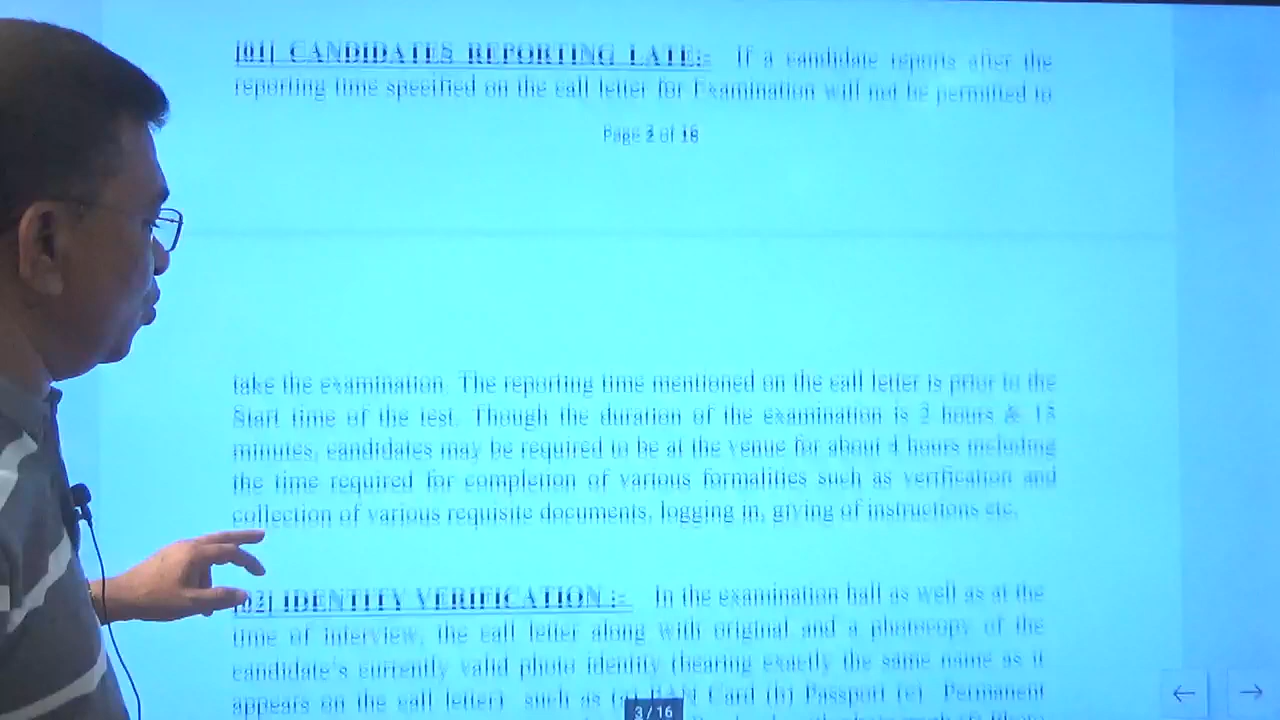 [01] CANDIDATES REPORTING LATE:- If a candidate reports after the
reporting time specified on the call letter for Examination will not be permitted to
Page 2 of 16
take the examination. The reporting time mentioned on the call letter is prior to the
Start time of the test. Though the duration of the examination is 2 hours & 15
minutes, candidates may be required to be at the venue for about 4 hours including
the time required for completion of various formalities such as verification and
collection of various requisite documents, logging in, giving of instructions etc.
[02] IDENTITY VERIFICATION :- In the examination hall as well as at the
time of interview, the call letter along with original and a photocopy of the
candidate's currently valid photo identity (bearing exactly the same name as it
appears on the call letter) such as (a) PAN Card (b) Passport (c) Permanent
3 / 16